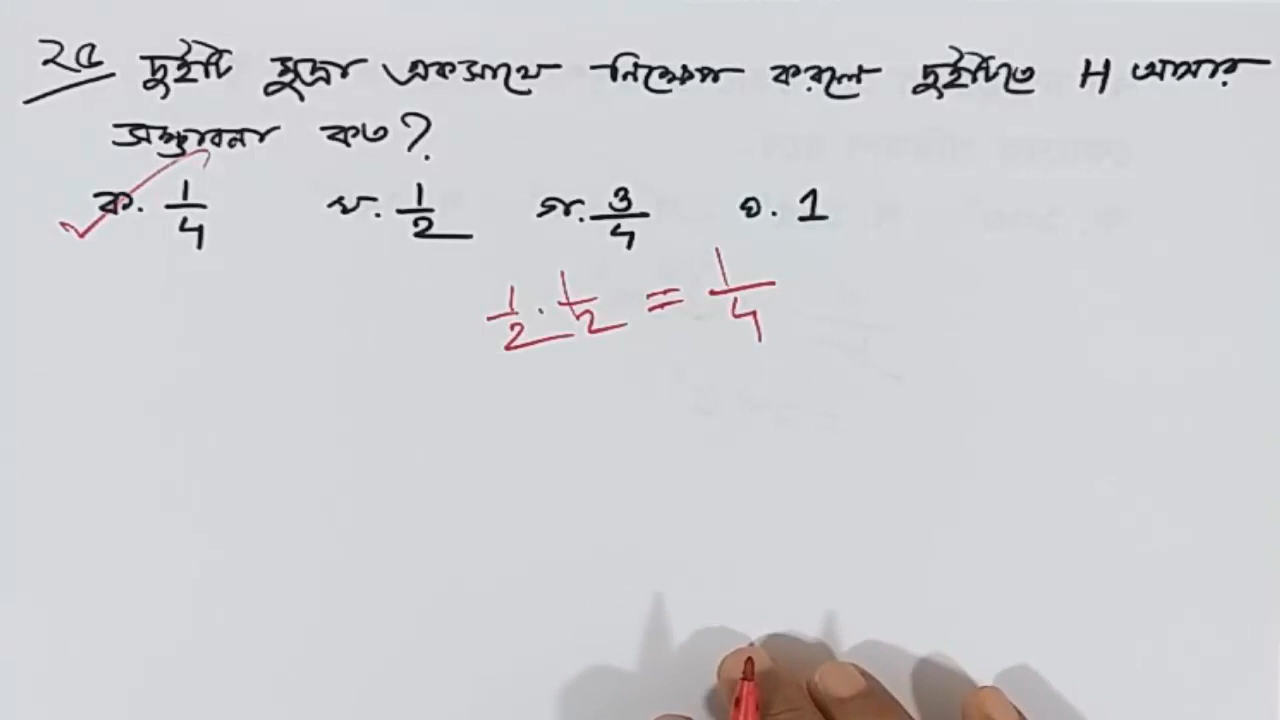 ২৫ দুইটি মুদ্রা একসাথে নিক্ষেপ করলে দুইটিতে H আসার
সম্ভাবনা কত?
ক. 1/4 খ. 1/2 গ. 3/4 ঘ. 1
1/2 · 1/2 = 1/4